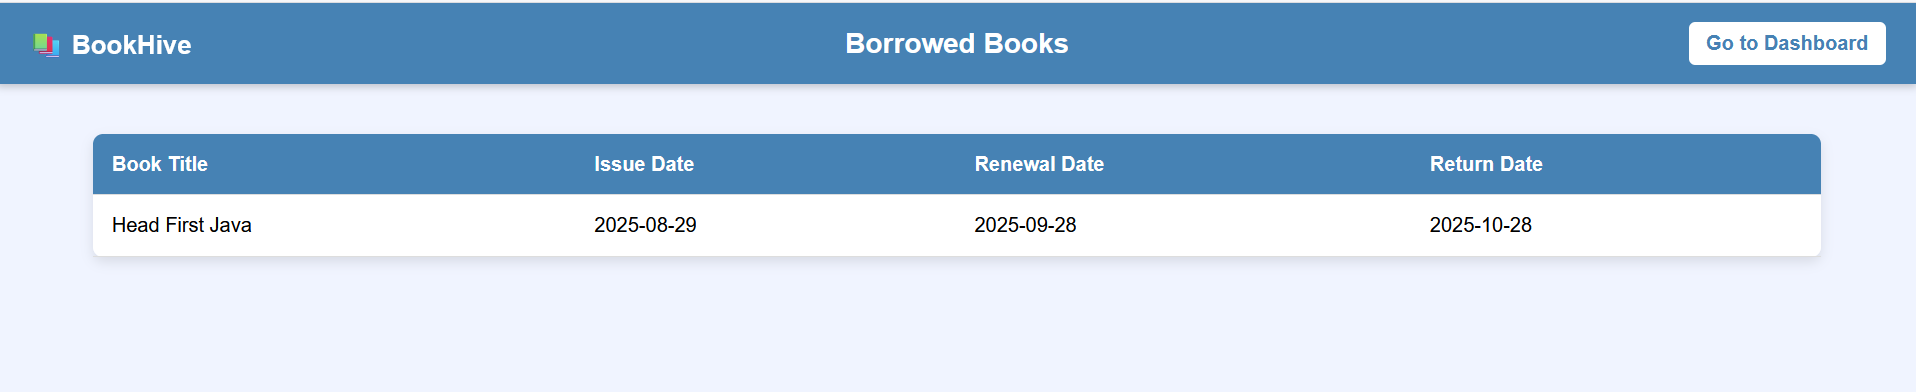 BookHive
Borrowed Books
Go to Dashboard
Book Title Issue Date Renewal Date Return Date
Head First Java 2025-08-29 2025-09-28 2025-10-28